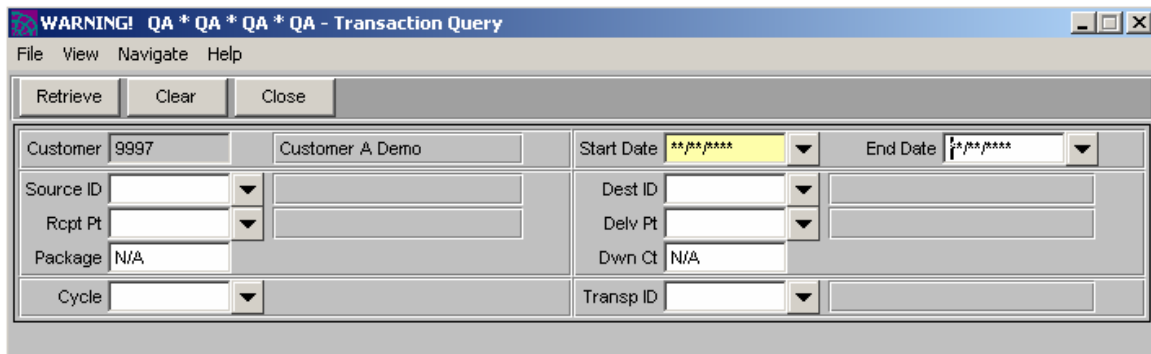 WARNING! QA * QA * QA * QA - Transaction Query
File View Navigate Help
Retrieve Clear Close
Customer 9997 Customer A Demo Start Date **/**/**** End Date **/**/****
Source ID Dest ID
Rcpt Pt Delv Pt
Package N/A Dwn Ct N/A
Cycle Transp ID